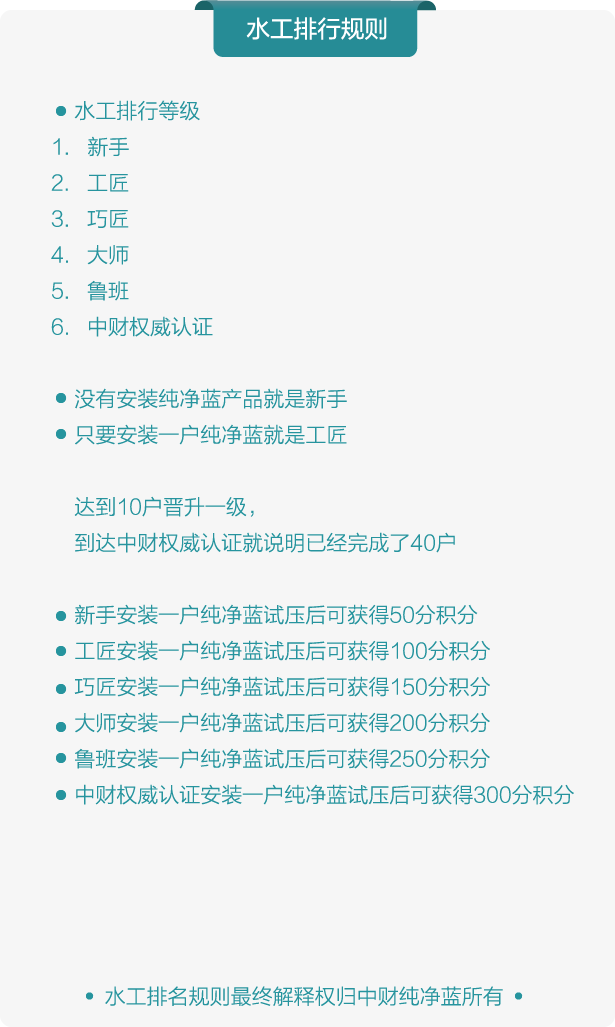 水工排行规则
• 水工排行等级
1. 新手
2. 工匠
3. 巧匠
4. 大师
5. 鲁班
6. 中财权威认证
• 没有安装纯净蓝产品就是新手
• 只要安装一户纯净蓝就是工匠
达到10户晋升一级，
到达中财权威认证就说明已经完成了40户
• 新手安装一户纯净蓝试压后可获得50分积分
• 工匠安装一户纯净蓝试压后可获得100分积分
• 巧匠安装一户纯净蓝试压后可获得150分积分
• 大师安装一户纯净蓝试压后可获得200分积分
• 鲁班安装一户纯净蓝试压后可获得250分积分
• 中财权威认证安装一户纯净蓝试压后可获得300分积分
• 水工排名规则最终解释权归中财纯净蓝所有 •